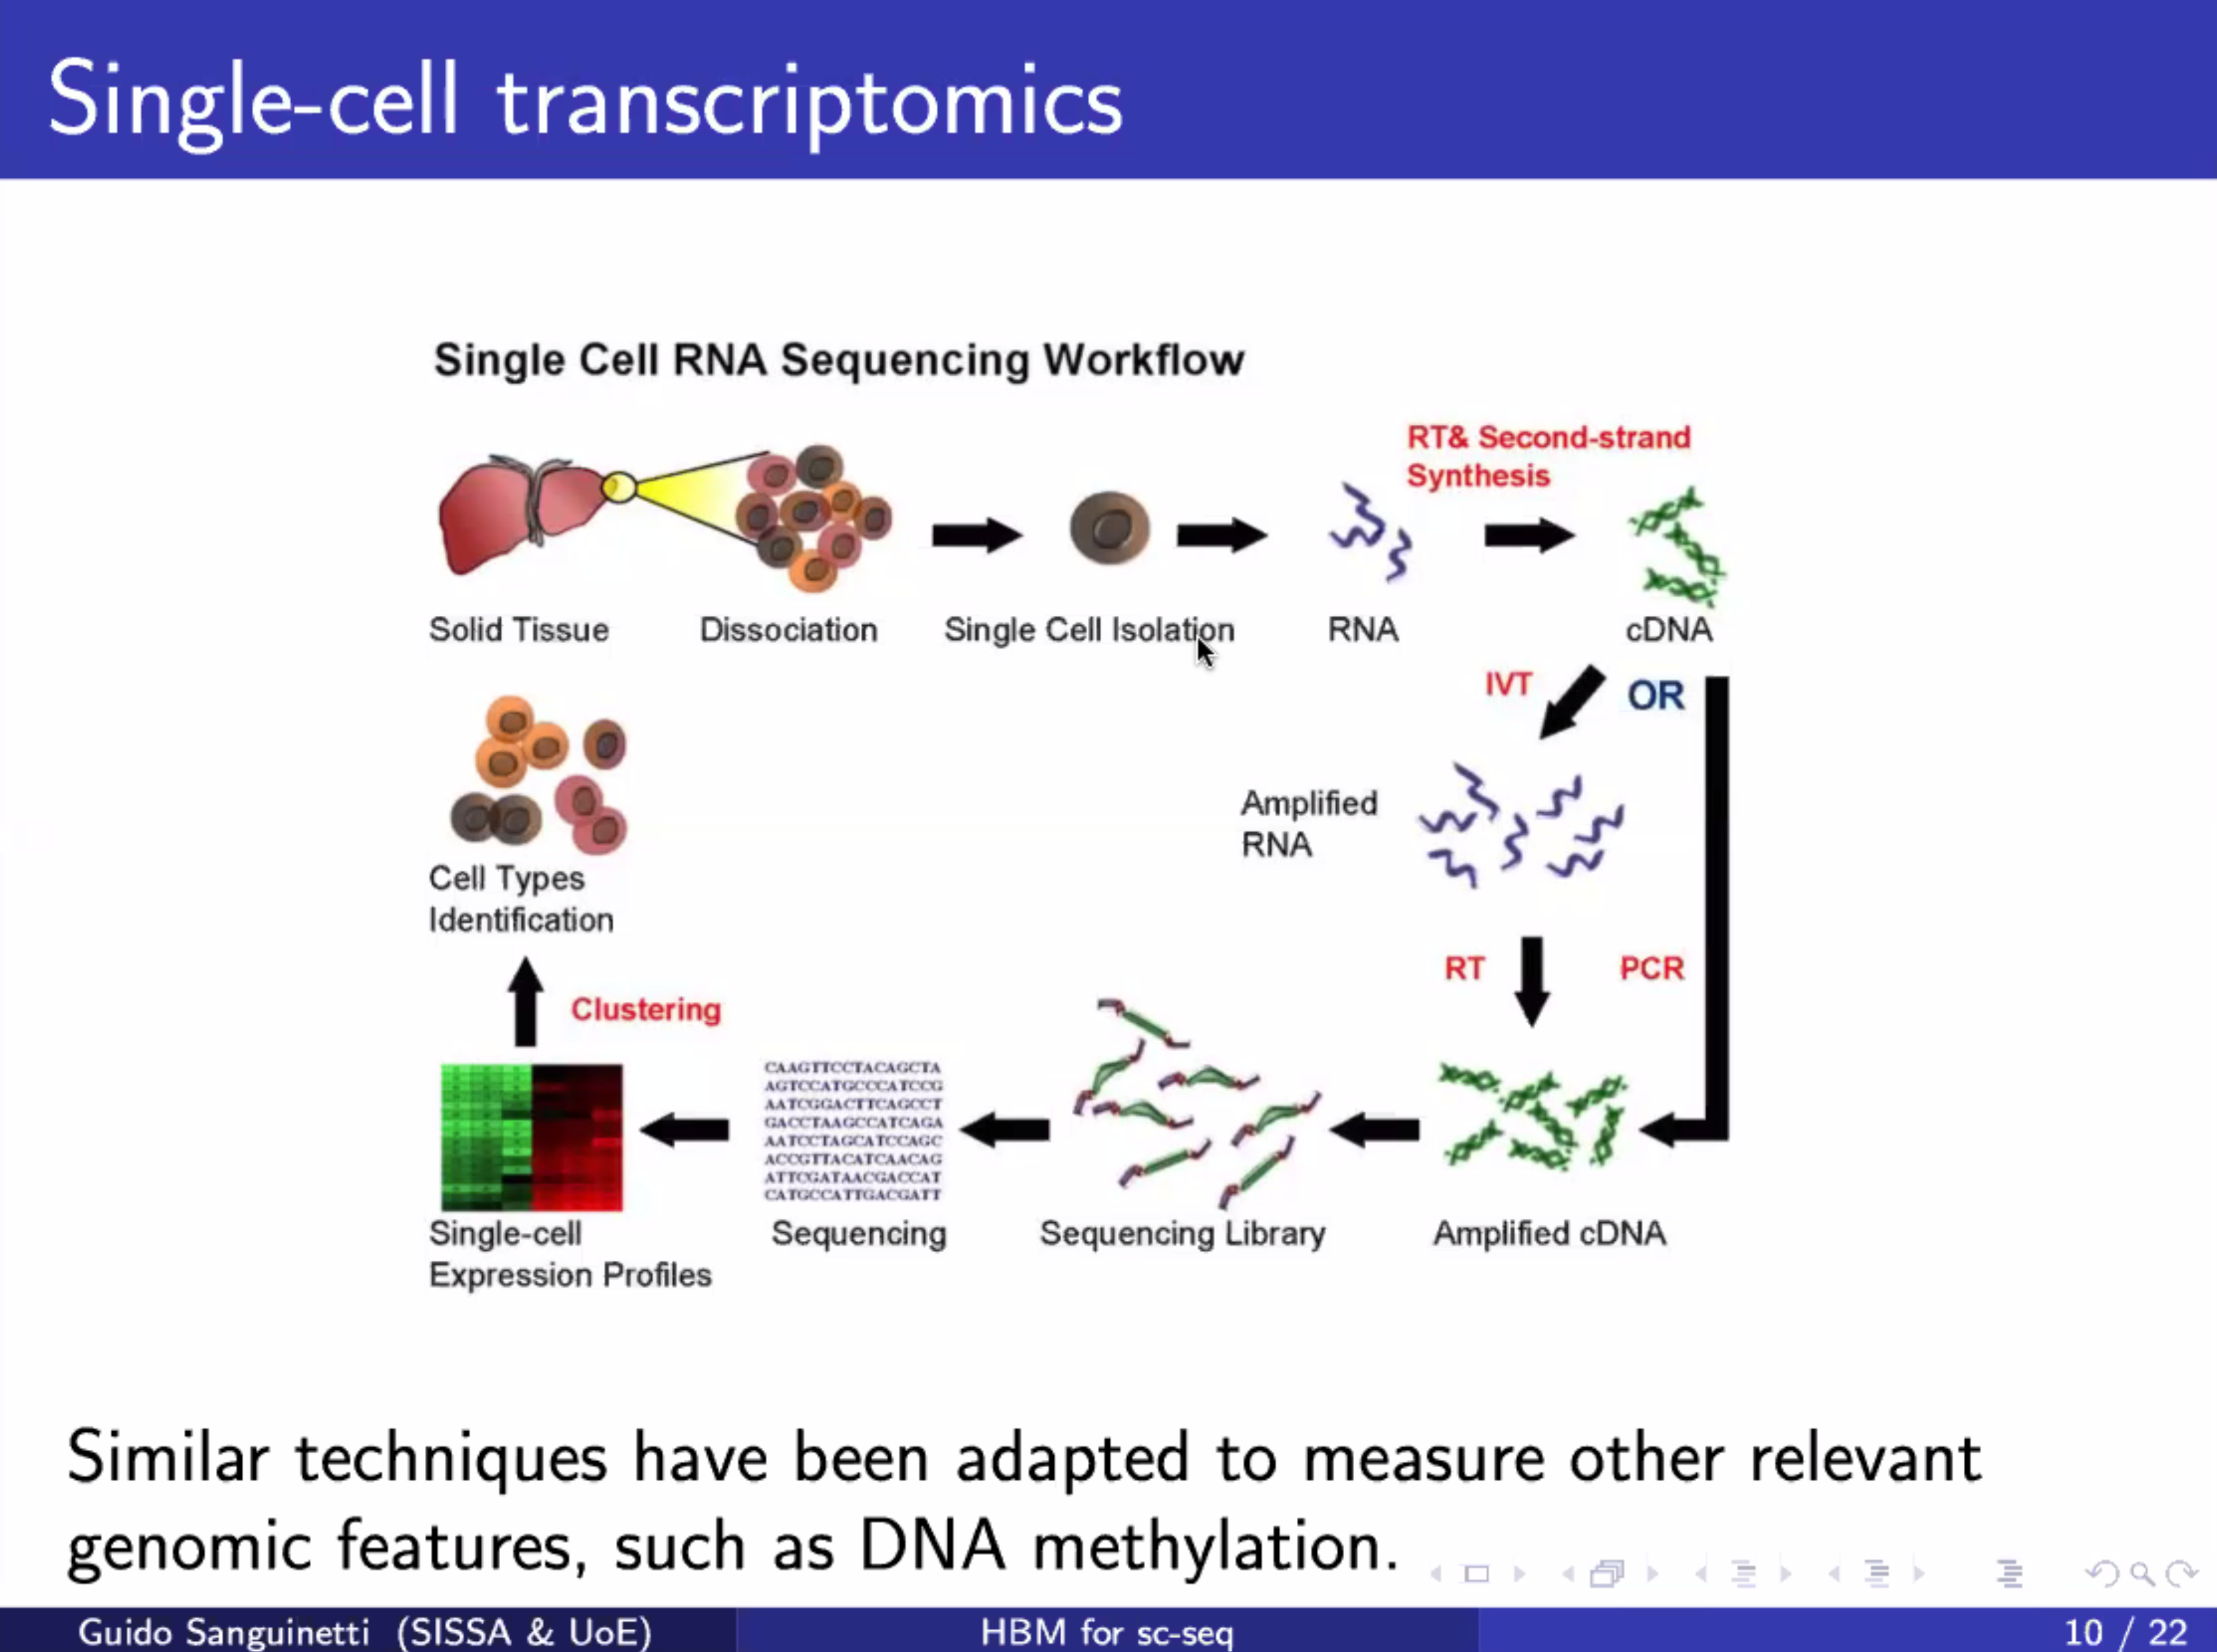 Single-cell transcriptomics
Single Cell RNA Sequencing Workflow
RT& Second-strand
Synthesis
Solid Tissue
Dissociation
Single Cell Isolation
RNA
cDNA
IVT
OR
Amplified
RNA
Cell Types
Identification
RT
PCR
Clustering
CAAGTTCCTACAGCTA
AGTCCATGCCCATCCG
AATCGGACTTCAGCCT
GACCTAAGCCATCAGA
AATCCTAGCATCCAGC
ACCGTTACATCAACAG
ATTCGATAACGACCAT
CATGCCATTGACGATT
Single-cell
Expression Profiles
Sequencing
Sequencing Library
Amplified cDNA
Similar techniques have been adapted to measure other relevant
genomic features, such as DNA methylation.
Guido Sanguinetti (SISSA & UoE)
HBM for sc-seq
10 / 22